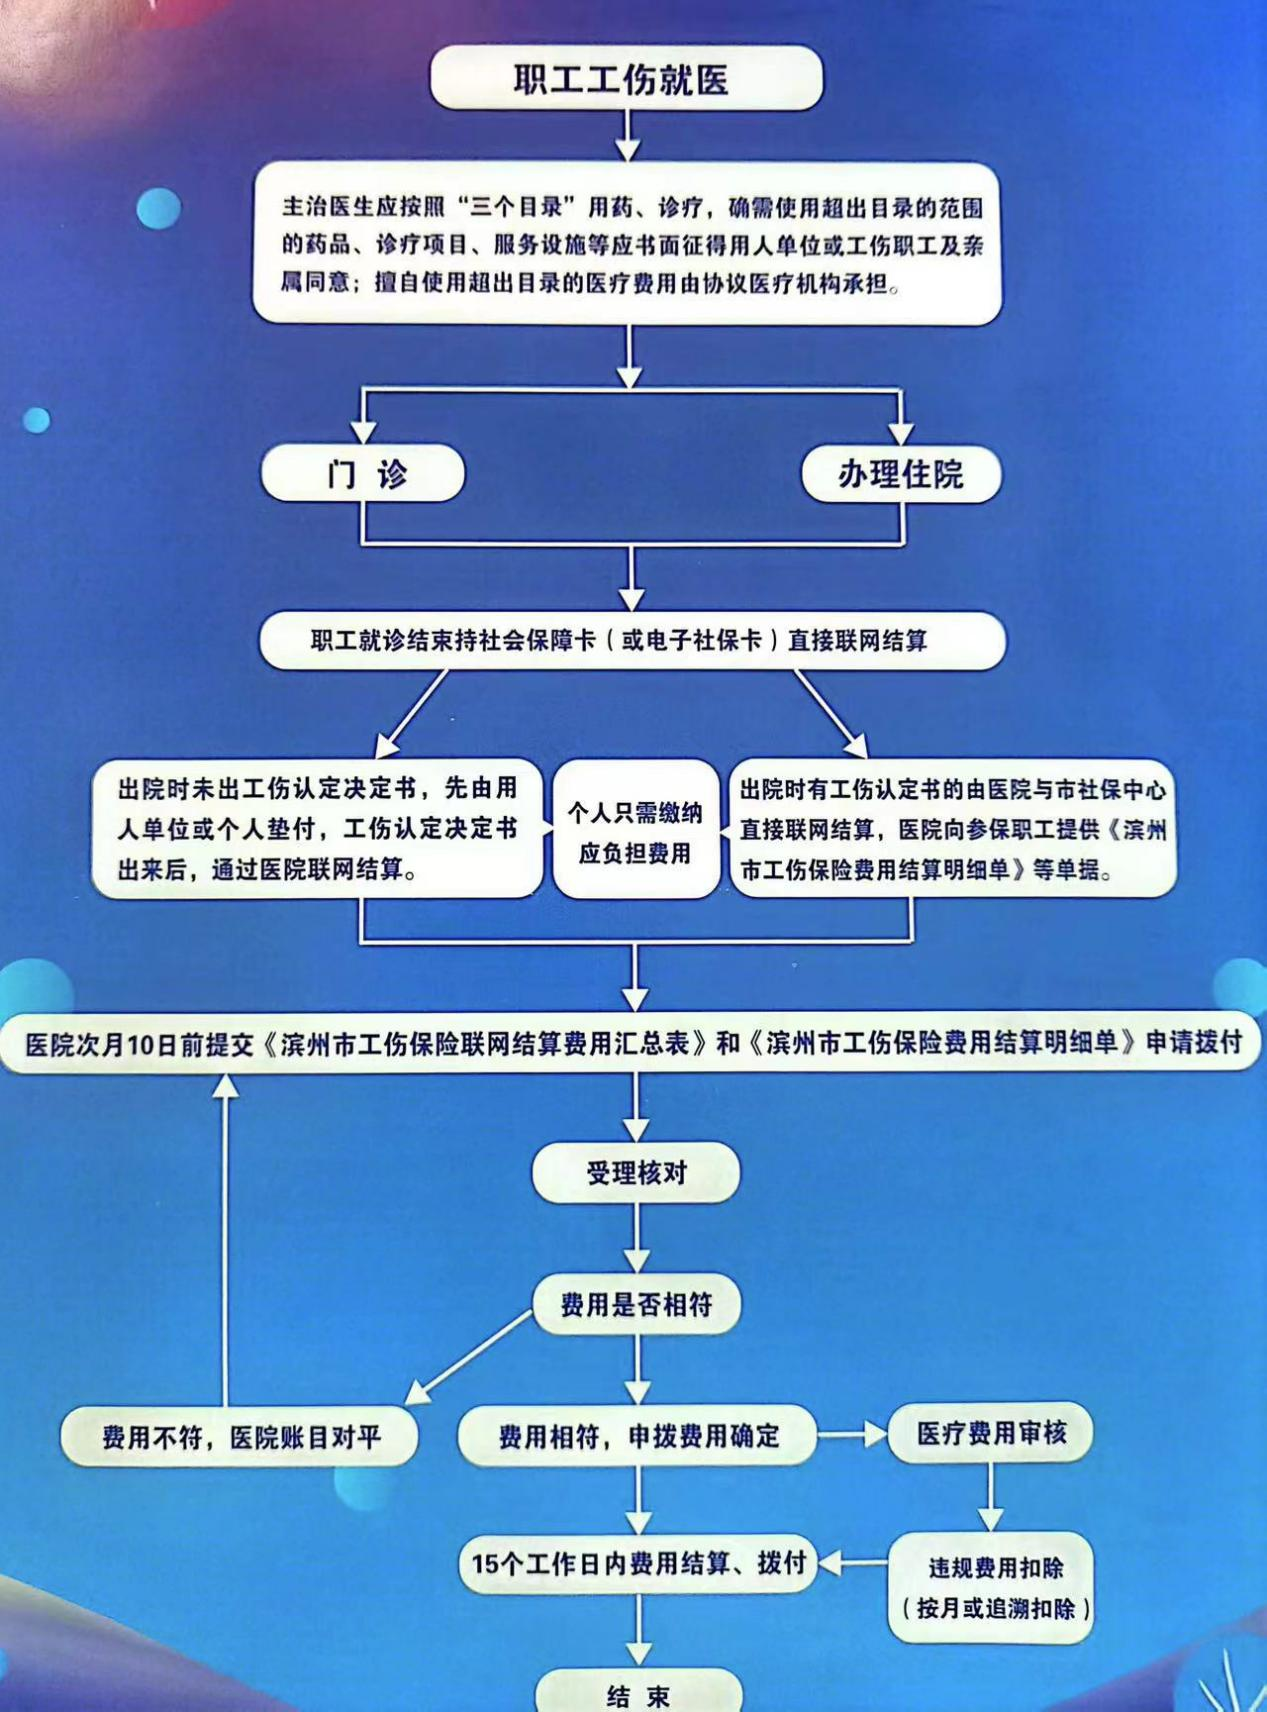 职工工伤就医
主治医生应按照“三个目录”用药、诊疗，确需使用超出目录的范围
的药品、诊疗项目、服务设施等应书面征得用人单位或工伤职工及亲
属同意；擅自使用超出目录的医疗费用由协议医疗机构承担。
门 诊
办理住院
职工就诊结束持社会保障卡（或电子社保卡）直接联网结算
出院时未出工伤认定决定书，先由用
人单位或个人垫付，工伤认定决定书
出来后，通过医院联网结算。
个人只需缴纳
应负担费用
出院时有工伤认定书的由医院与市社保中心
直接联网结算，医院向参保职工提供《滨州
市工伤保险费用结算明细单》等单据。
医院次月10日前提交《滨州市工伤保险联网结算费用汇总表》和《滨州市工伤保险费用结算明细单》申请拨付
受理核对
费用是否相符
费用不符，医院账目对平
费用相符，申拨费用确定
医疗费用审核
15个工作日内费用结算、拨付
违规费用扣除
（按月或追溯扣除）
结 束